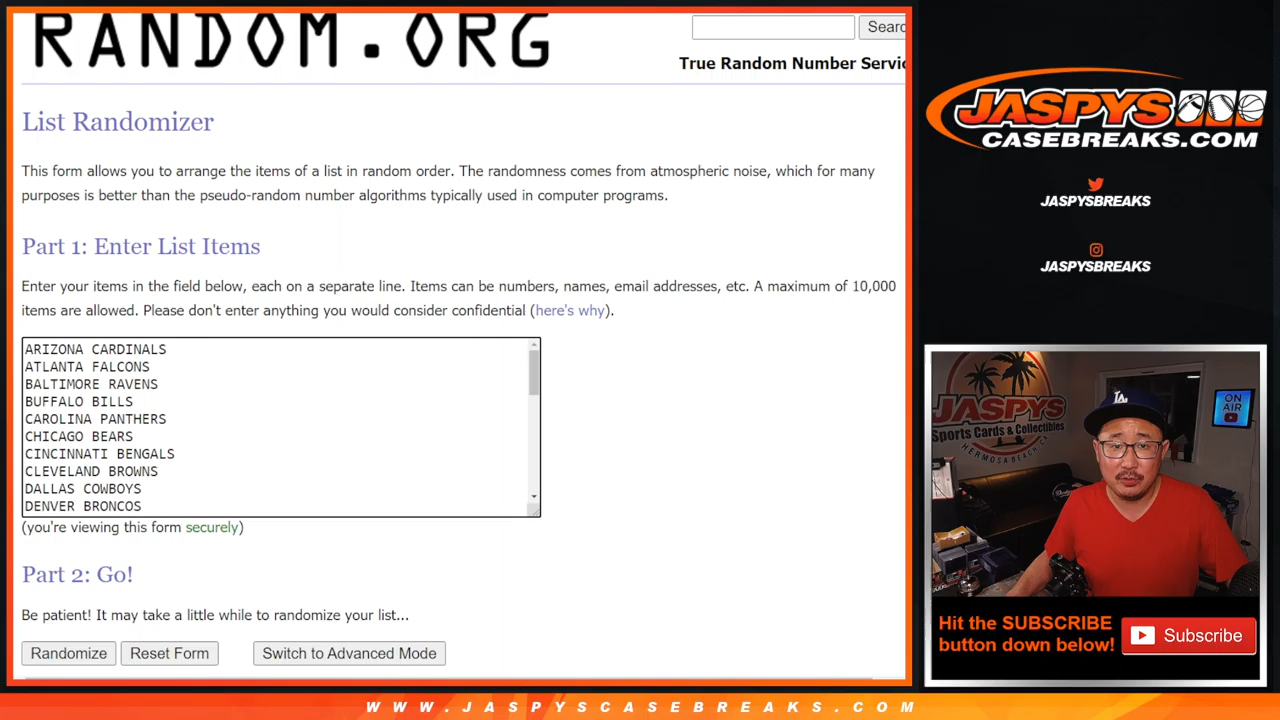 RANDOM.ORG
Searc
True Random Number Servic
List Randomizer
This form allows you to arrange the items of a list in random order. The randomness comes from atmospheric noise, which for many
purposes is better than the pseudo-random number algorithms typically used in computer programs.
Part 1: Enter List Items
Enter your items in the field below, each on a separate line. Items can be numbers, names, email addresses, etc. A maximum of 10,000
items are allowed. Please don't enter anything you would consider confidential (here's why).
ARIZONA CARDINALS
ATLANTA FALCONS
BALTIMORE RAVENS
BUFFALO BILLS
CAROLINA PANTHERS
CHICAGO BEARS
CINCINNATI BENGALS
CLEVELAND BROWNS
DALLAS COWBOYS
DENVER BRONCOS
(you're viewing this form securely)
Part 2: Go!
Be patient! It may take a little while to randomize your list...
Randomize
Reset Form
Switch to Advanced Mode
JASPYS
CASEBREAKS.COM
JASPYSBREAKS
JASPYSBREAKS
JASPYS
Sports Cards & Collectibles
HERMOSA BEACH, CA
LA
ON
AIR
Hit the SUBSCRIBE
button down below!
Subscribe
WWW.JASPYSCASEBREAKS.COM